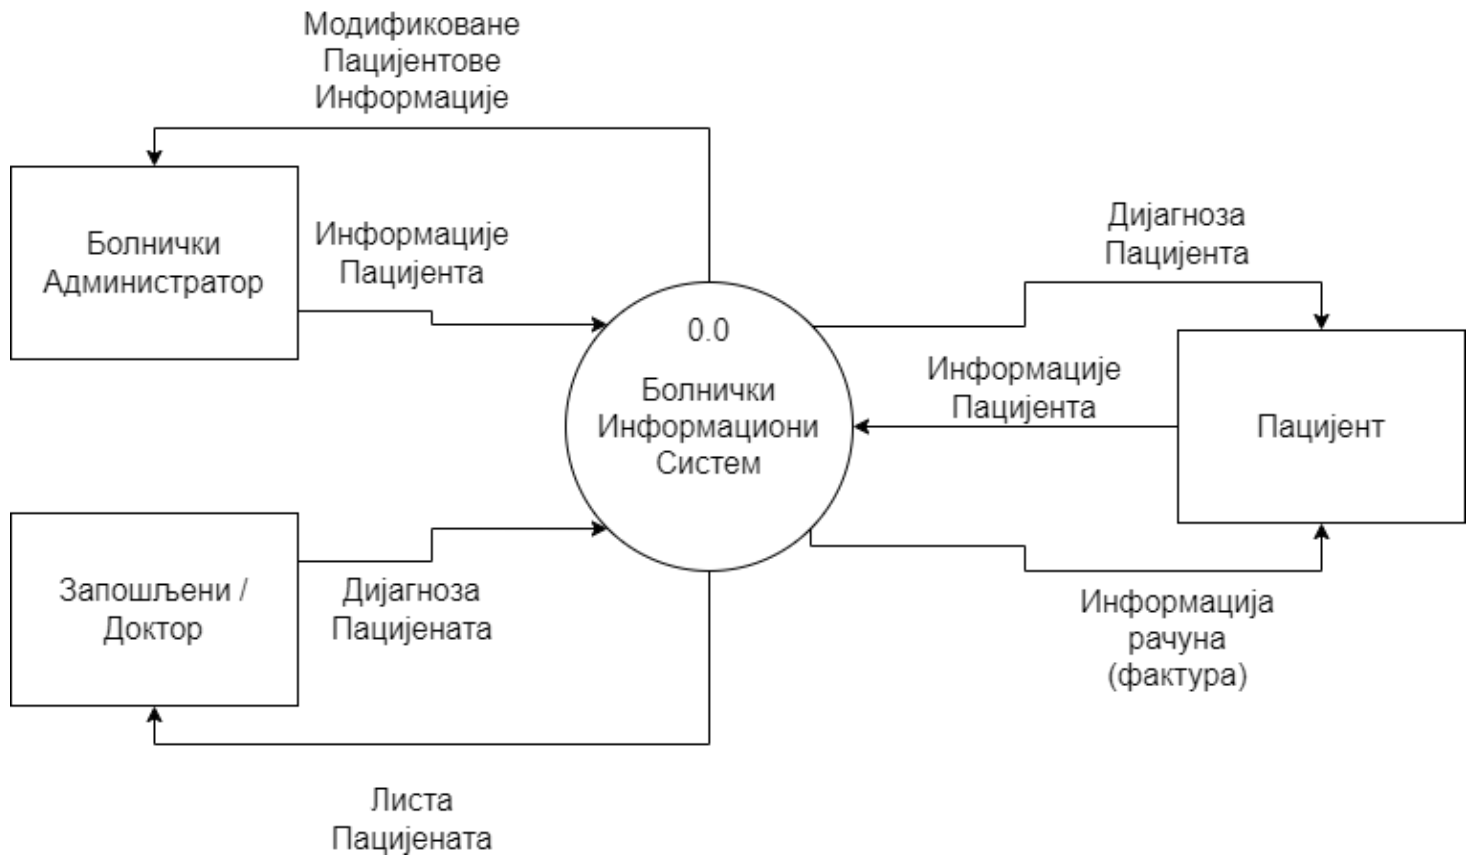 Модификоване
Пацијентове
Информације
Болнички
Администратор
Информације
Пацијента
0.0
Болнички
Информациони
Систем
Дијагноза
Пацијента
Информације
Пацијента
Пацијент
Запошљени /
Доктор
Дијагноза
Пацијената
Информација
рачуна
(фактура)
Листа
Пацијената